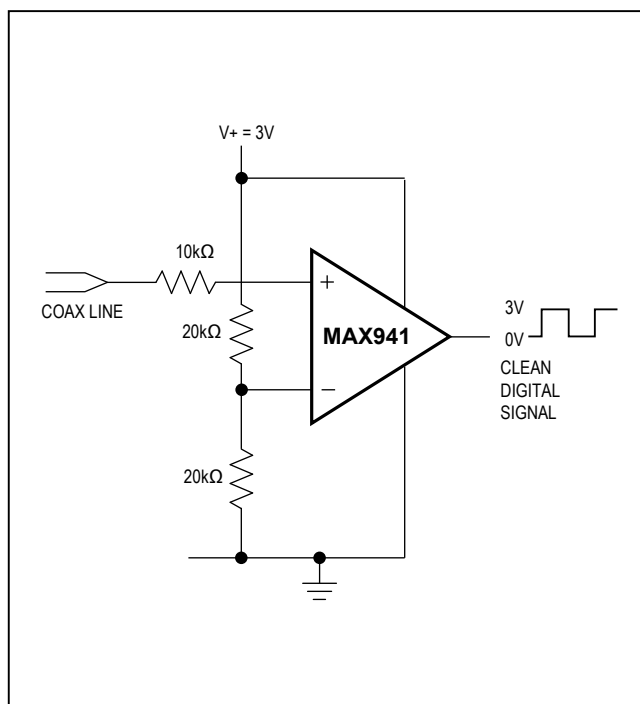 V+ = 3V
10kΩ
COAX LINE
20kΩ
+
MAX941
−
20kΩ
3V
0V
CLEAN
DIGITAL
SIGNAL